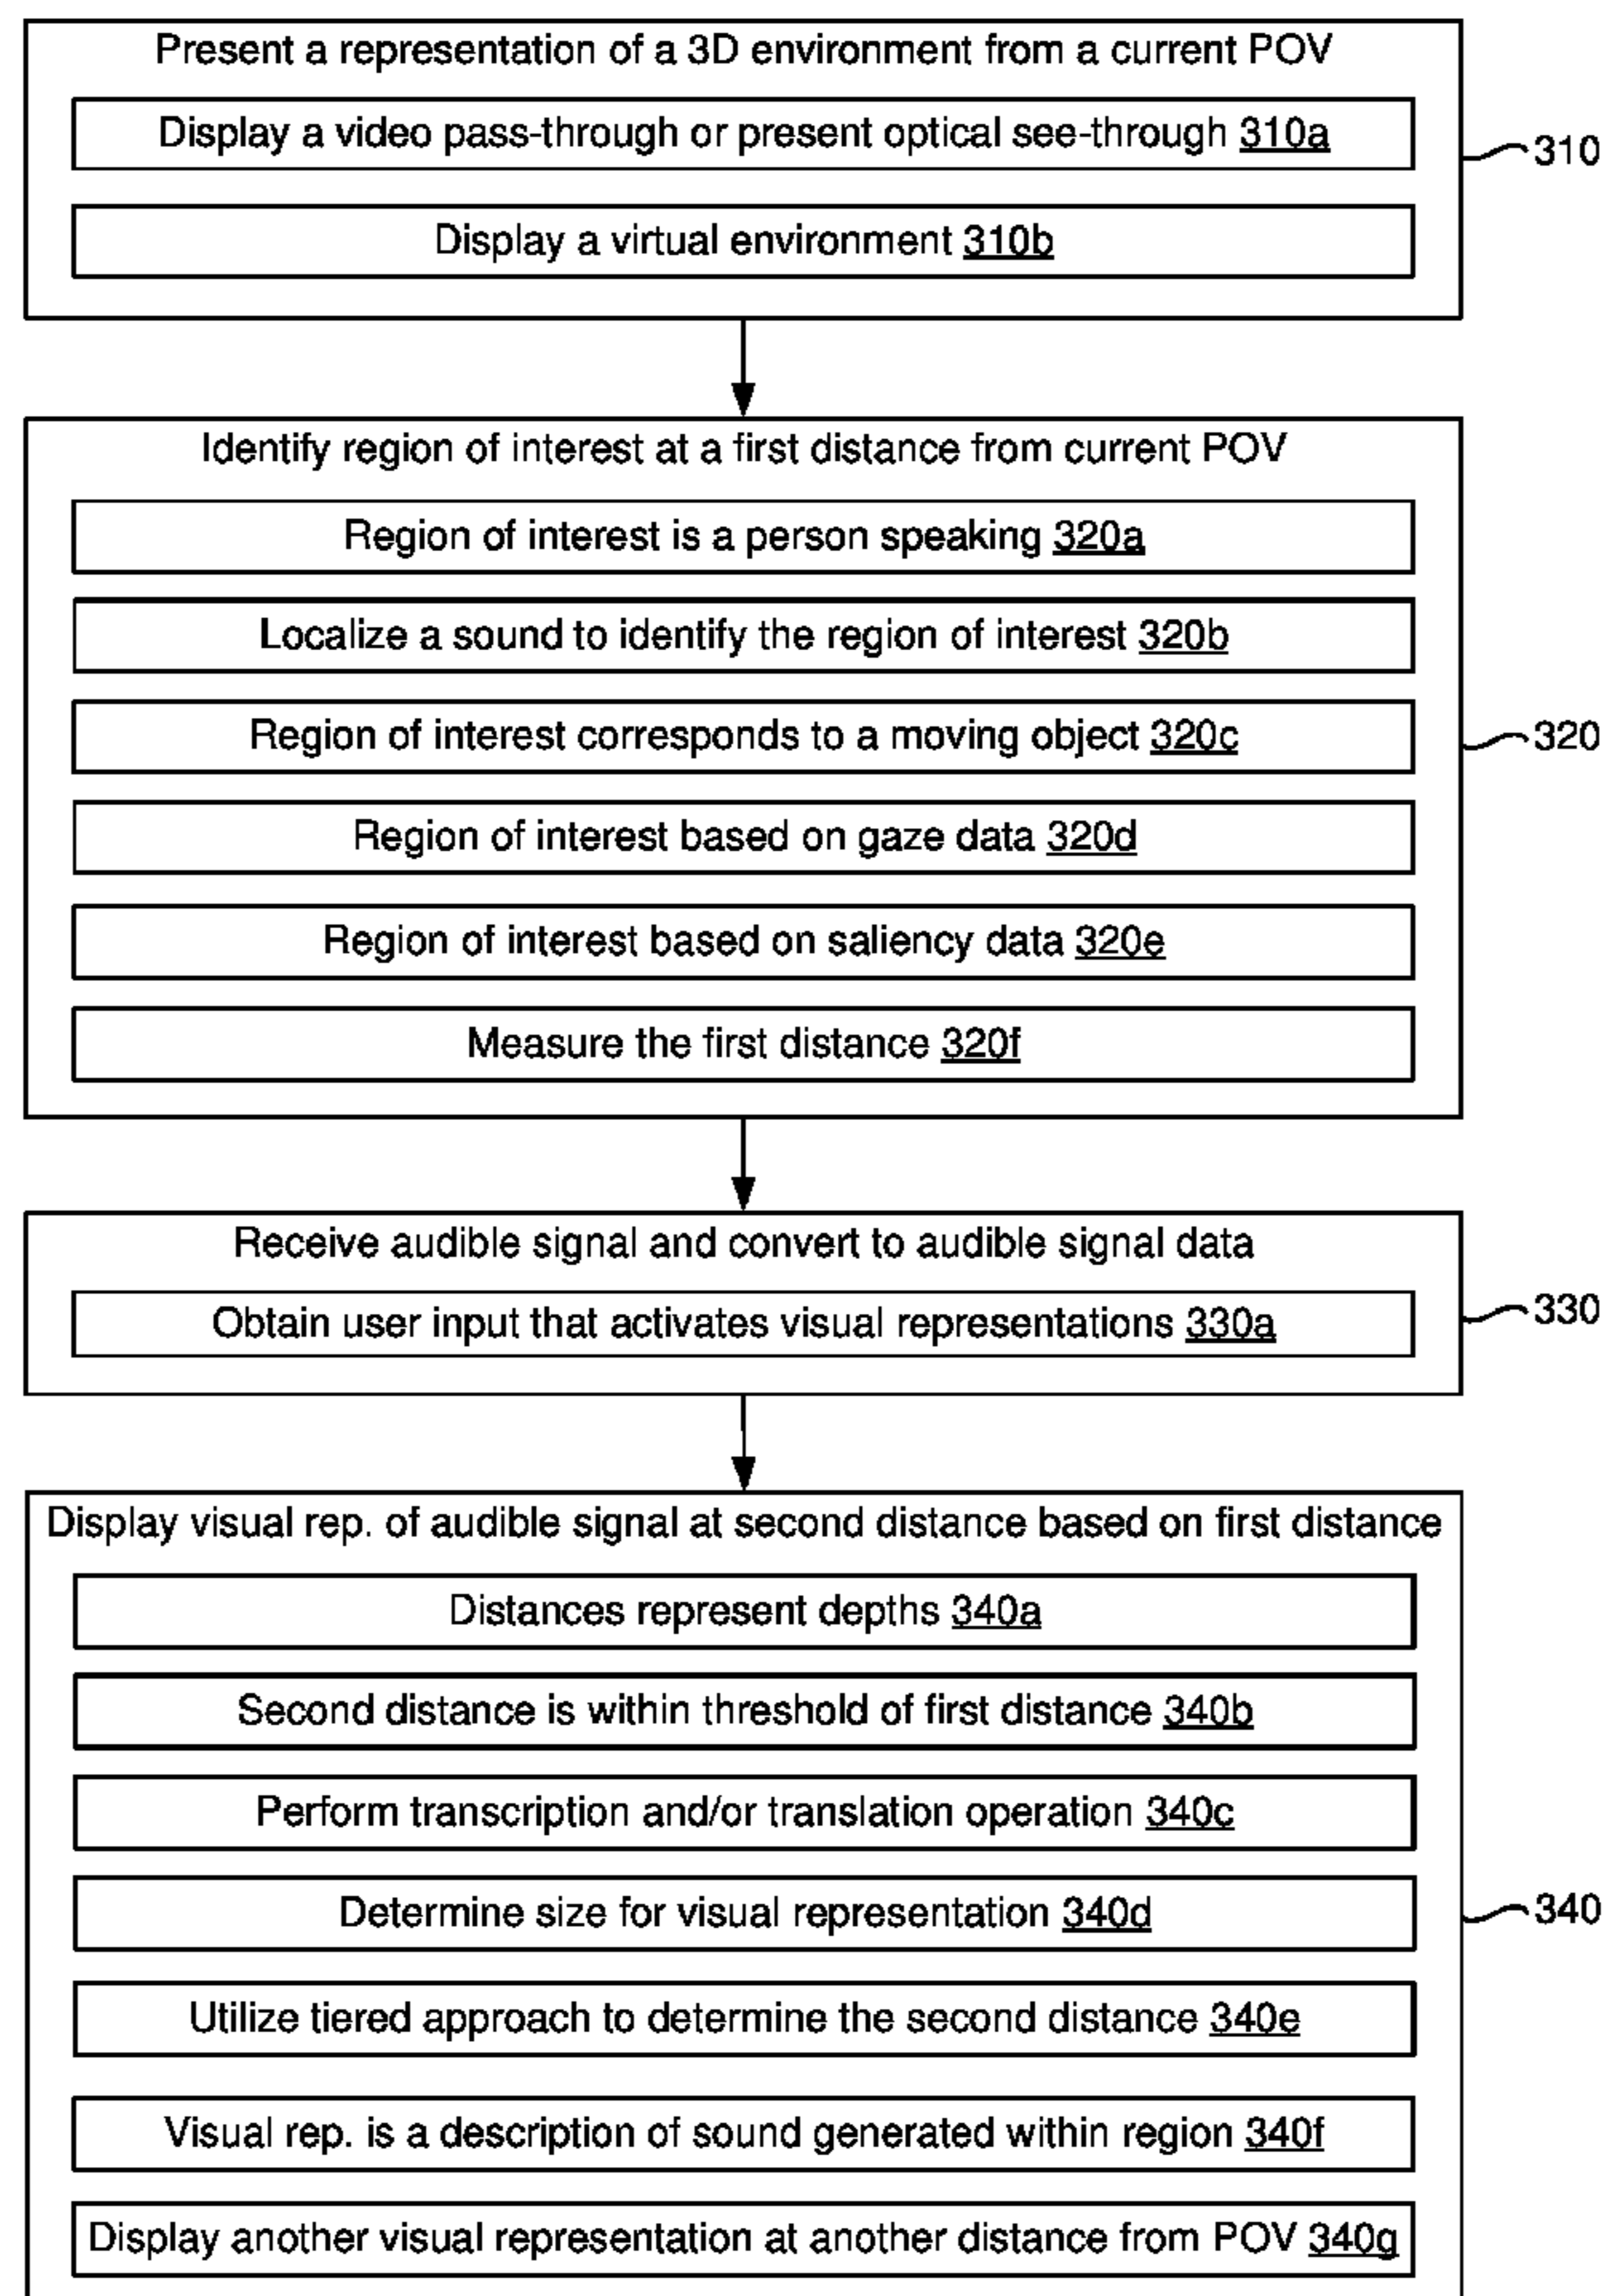 Present a representation of a 3D environment from a current POV
Display a video pass-through or present optical see-through 310a
310
Display a virtual environment 310b
Identify region of interest at a first distance from current POV
Region of interest is a person speaking 320a
Localize a sound to identify the region of interest 320b
Region of interest corresponds to a moving object 320c
320
Region of interest based on gaze data 320d
Region of interest based on saliency data 320e
Measure the first distance 320f
Receive audible signal and convert to audible signal data
Obtain user input that activates visual representations 330a
330
Display visual rep. of audible signal at second distance based on first distance
Distances represent depths 340a
Second distance is within threshold of first distance 340b
Perform transcription and/or translation operation 340c
Determine size for visual representation 340d
340
Utilize tiered approach to determine the second distance 340e
Visual rep. is a description of sound generated within region 340f
Display another visual representation at another distance from POV 340g